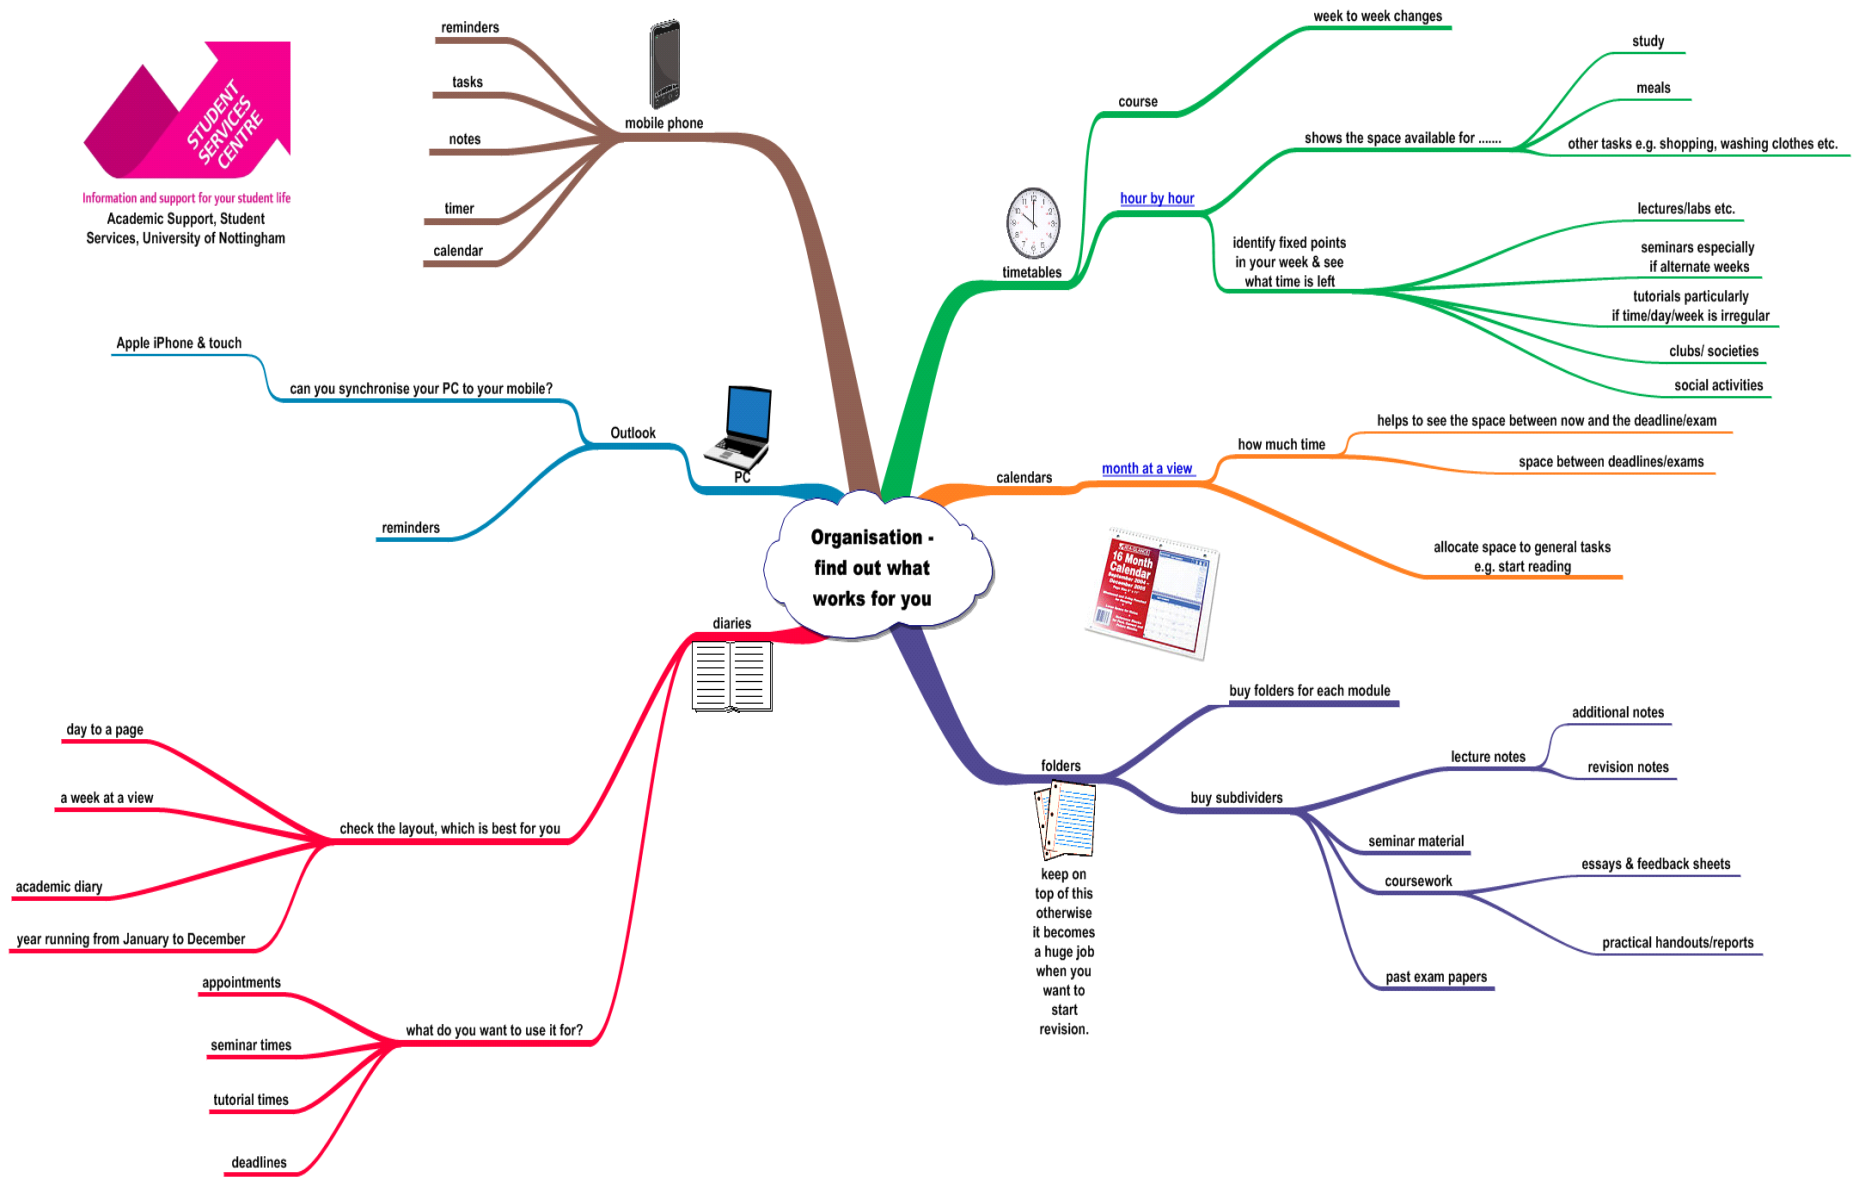 STUDENT
SERVICES
CENTRE
Information and support for your student life
Academic Support, Student
Services, University of Nottingham
Organisation -
find out what
works for you
mobile phone
reminders
tasks
notes
timer
calendar
timetables
course
week to week changes
hour by hour
shows the space available for .......
study
meals
other tasks e.g. shopping, washing clothes etc.
identify fixed points
in your week & see
what time is left
lectures/labs etc.
seminars especially
if alternate weeks
tutorials particularly
if time/day/week is irregular
clubs/ societies
social activities
calendars
month at a view
how much time
helps to see the space between now and the deadline/exam
space between deadlines/exams
allocate space to general tasks
e.g. start reading
16 Month
Calendar
September 2004 -
December 2005
folders
buy folders for each module
buy subdividers
lecture notes
additional notes
revision notes
seminar material
coursework
essays & feedback sheets
practical handouts/reports
past exam papers
keep on
top of this
otherwise
it becomes
a huge job
when you
want to
start
revision.
PC
Outlook
can you synchronise your PC to your mobile?
Apple iPhone & touch
reminders
diaries
check the layout, which is best for you
day to a page
a week at a view
academic diary
year running from January to December
what do you want to use it for?
appointments
seminar times
tutorial times
deadlines